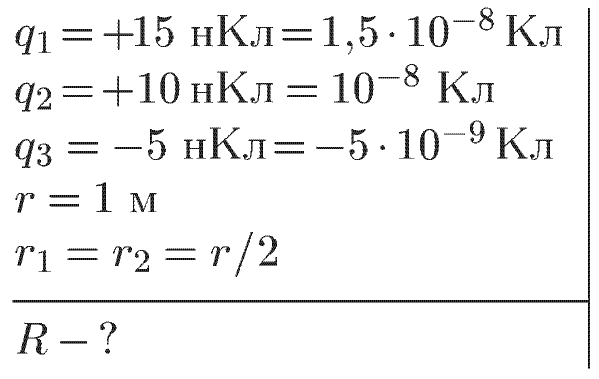 q₁ = +15 нКл = 1,5 · 10⁻⁸ Кл
q₂ = +10 нКл = 10⁻⁸ Кл
q₃ = −5 нКл = −5 · 10⁻⁹ Кл
r = 1 м
r₁ = r₂ = r/2
R − ?